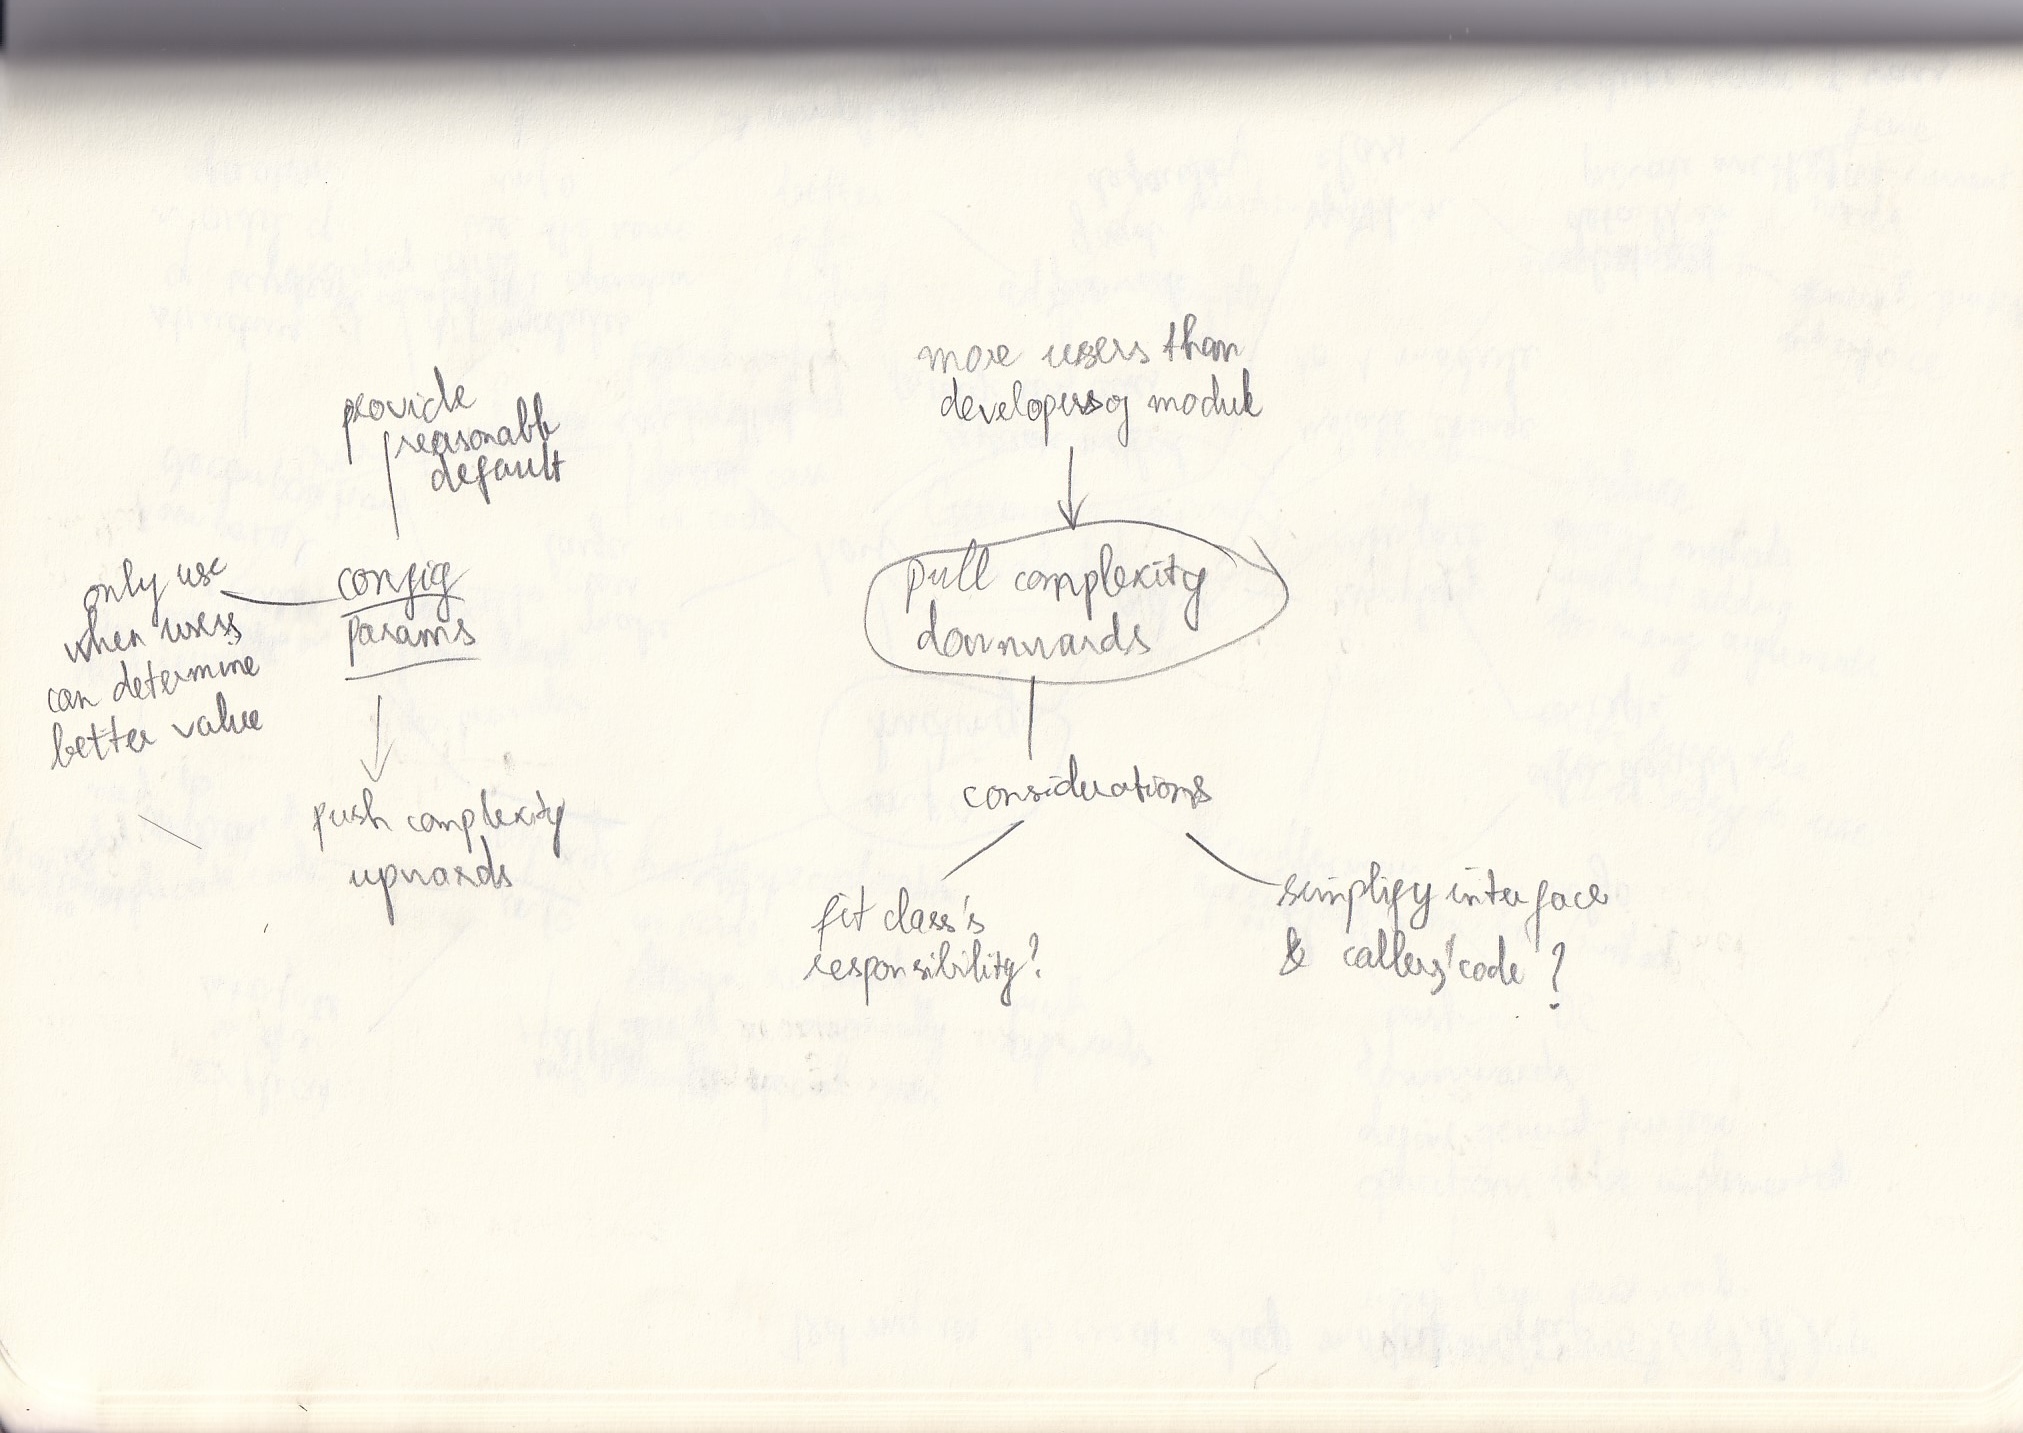 provide
reasonable
default
only use
when users
can determine
better value
config
params
push complexity
upwards
more users than
developers of module
pull complexity
downwards
considerations
fit class's
responsibility?
simplify interface
& callers' code ?